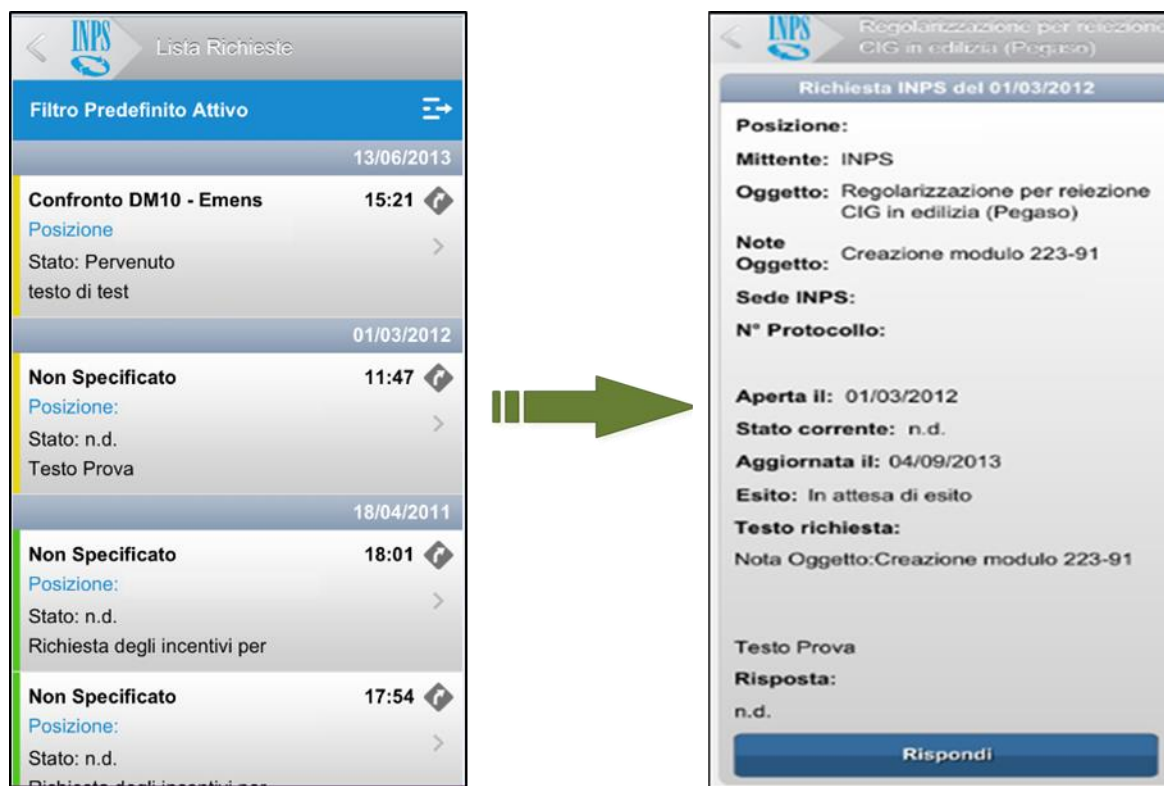 INPS
Lista Richieste
Filtro Predefinito Attivo
13/06/2013
Confronto DM10 - Emens 15:21
Posizione
Stato: Pervenuto
testo di test
01/03/2012
Non Specificato 11:47
Posizione:
Stato: n.d.
Testo Prova
18/04/2011
Non Specificato 18:01
Posizione:
Stato: n.d.
Richiesta degli incentivi per
Non Specificato 17:54
Posizione:
Stato: n.d.
Richiesta degli incentivi per
INPS
Regolarizzazione per reiezione
CIG in edilizia (Pegaso)
Richiesta INPS del 01/03/2012
Posizione:
Mittente: INPS
Oggetto: Regolarizzazione per reiezione
CIG in edilizia (Pegaso)
Note
Oggetto: Creazione modulo 223-91
Sede INPS:
N° Protocollo:
Aperta il: 01/03/2012
Stato corrente: n.d.
Aggiornata il: 04/09/2013
Esito: In attesa di esito
Testo richiesta:
Nota Oggetto:Creazione modulo 223-91
Testo Prova
Risposta:
n.d.
Rispondi